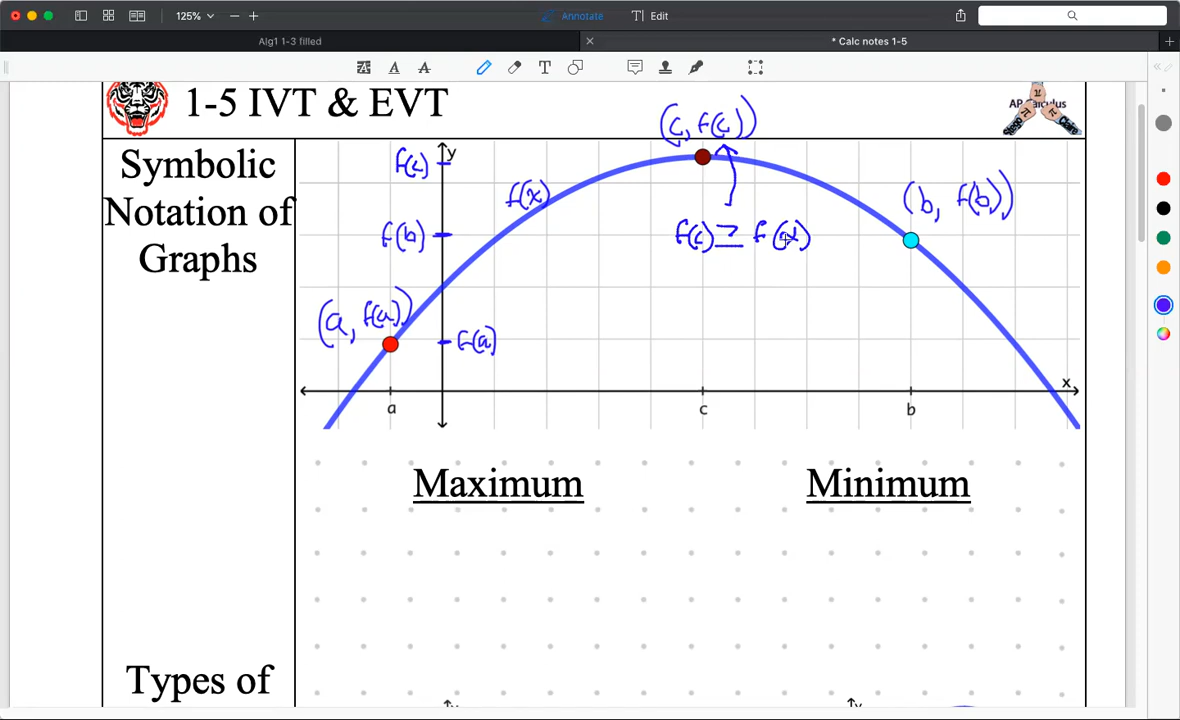 125%
Annotate
Edit
Alg1 1-3 filled
* Calc notes 1-5
1-5 IVT & EVT
AP Calculus
Symbolic
Notation of
Graphs
(c, f(c))
f(c)
y
f(x)
(b, f(b))
f(b)
f(c) ≥ f(x)
(a, f(a))
f(a)
x
a
c
b
Maximum
Minimum
Types of
y
y